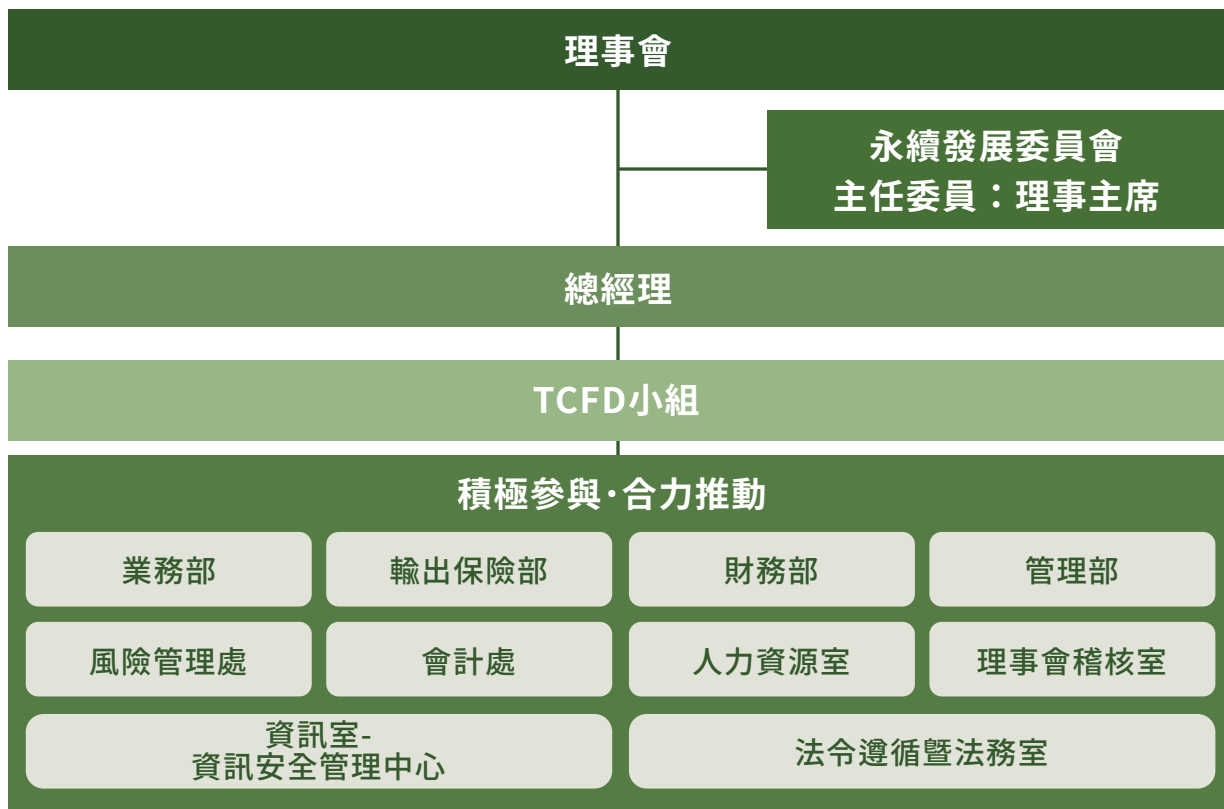 理事會
永續發展委員會
主任委員：理事主席
總經理
TCFD小組
積極參與·合力推動
業務部
輸出保險部
財務部
管理部
風險管理處
會計處
人力資源室
理事會稽核室
資訊室-
資訊安全管理中心
法令遵循暨法務室